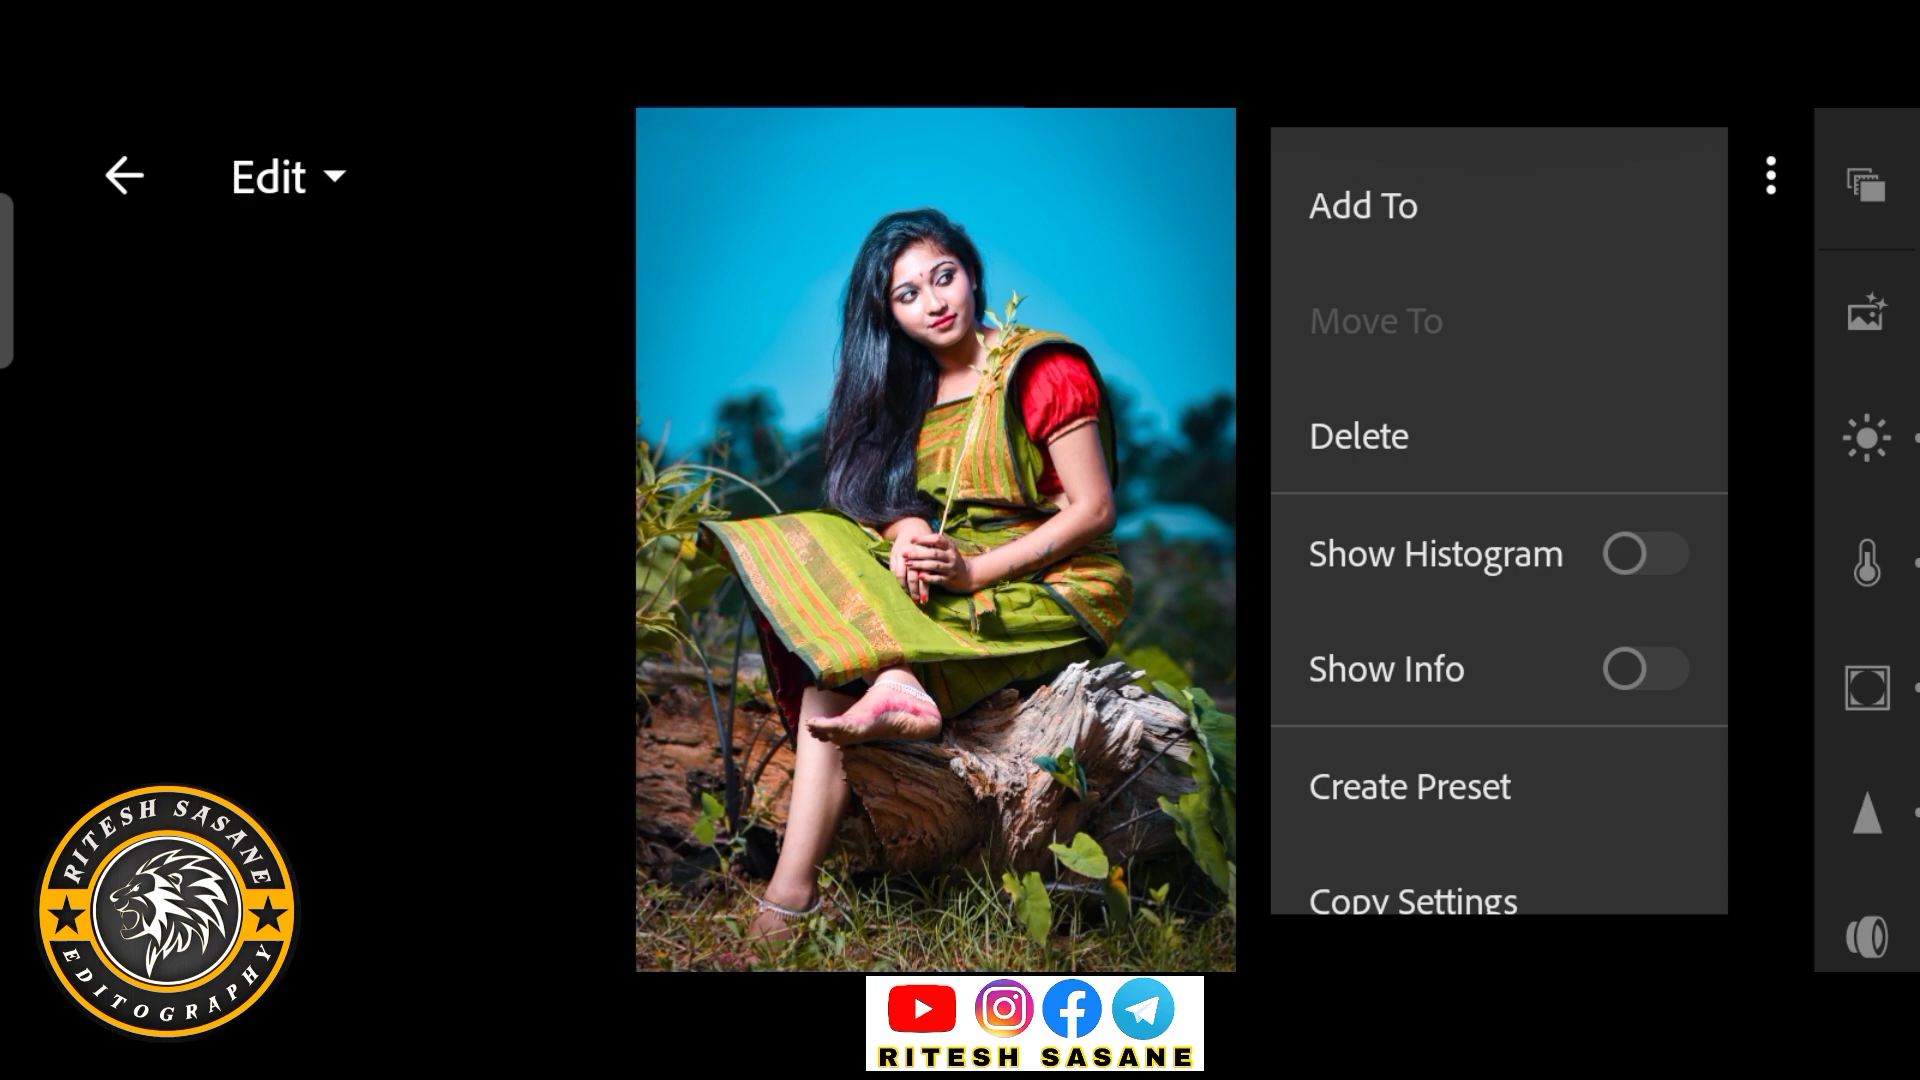 Edit
Add To
Move To
Delete
Show Histogram
Show Info
Create Preset
Copy Settings
RITESH SASANE
EDITOGRAPHY
RITESH SASANE